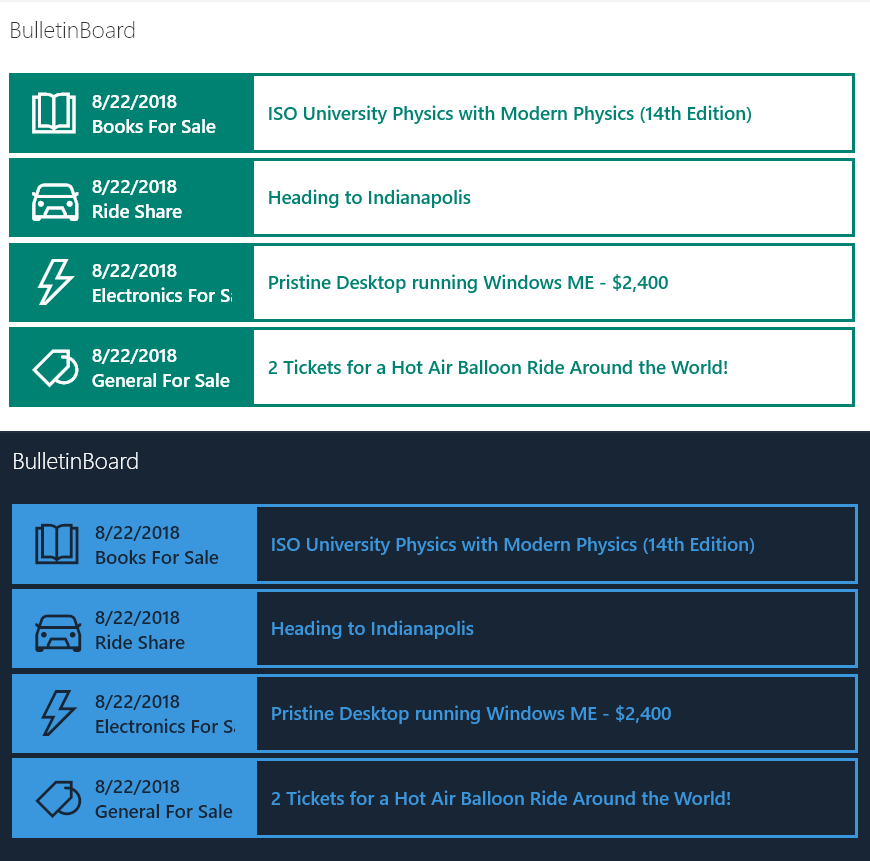 BulletinBoard
8/22/2018
Books For Sale
ISO University Physics with Modern Physics (14th Edition)
8/22/2018
Ride Share
Heading to Indianapolis
8/22/2018
Electronics For Sa
Pristine Desktop running Windows ME - $2,400
8/22/2018
General For Sale
2 Tickets for a Hot Air Balloon Ride Around the World!
BulletinBoard
8/22/2018
Books For Sale
ISO University Physics with Modern Physics (14th Edition)
8/22/2018
Ride Share
Heading to Indianapolis
8/22/2018
Electronics For Sa
Pristine Desktop running Windows ME - $2,400
8/22/2018
General For Sale
2 Tickets for a Hot Air Balloon Ride Around the World!